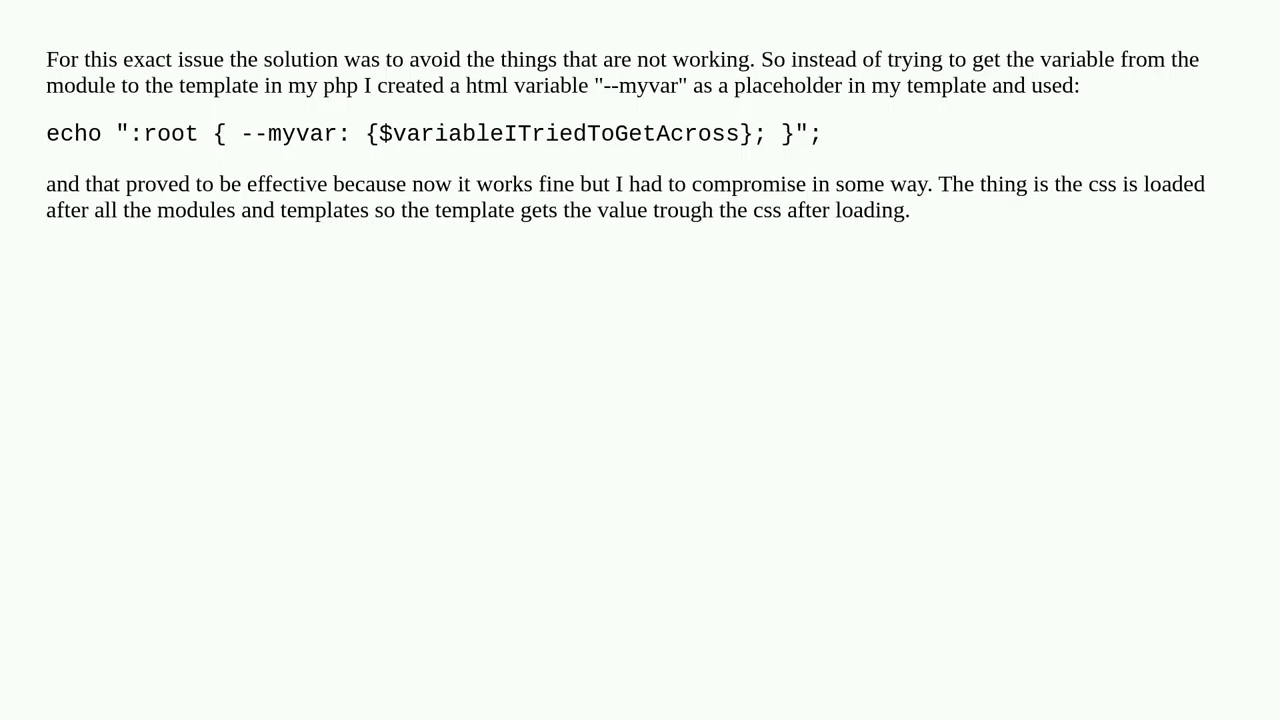 For this exact issue the solution was to avoid the things that are not working. So instead of trying to get the variable from the
module to the template in my php I created a html variable "--myvar" as a placeholder in my template and used:
echo ":root { --myvar: {$variableITriedToGetAcross}; }";
and that proved to be effective because now it works fine but I had to compromise in some way. The thing is the css is loaded
after all the modules and templates so the template gets the value trough the css after loading.